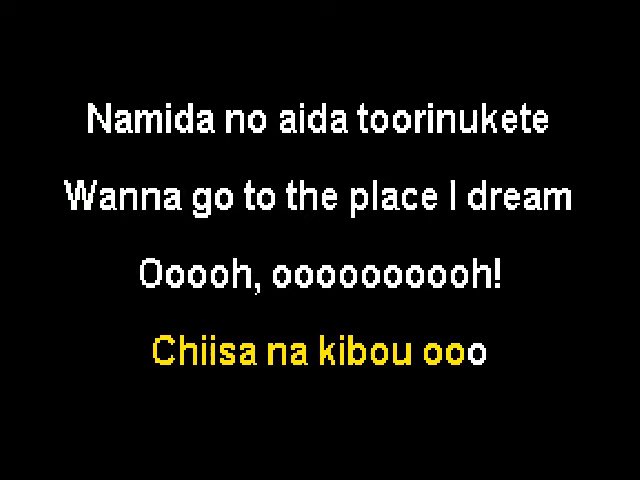 Namida no aida toorinukete
Wanna go to the place I dream
Ooooh, ooooooooooh!
Chiisa na kibou ooo